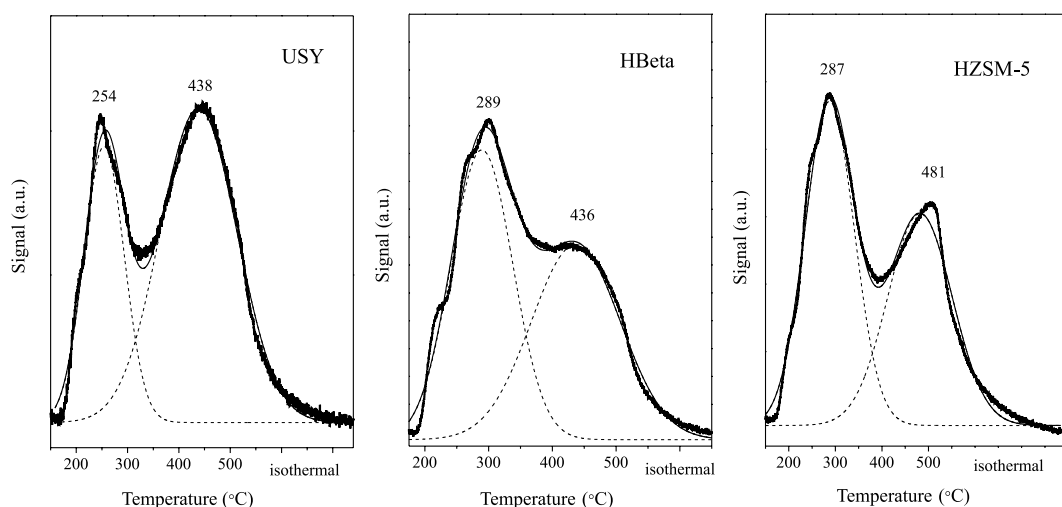 USY
254
438
Signal (a.u.)
200 300 400 500
isothermal
Temperature (°C)
HBeta
289
436
Signal (a.u.)
200 300 400 500
isothermal
Temperature (°C)
HZSM-5
287
481
Signal (a.u.)
200 300 400 500
isothermal
Temperature (°C)